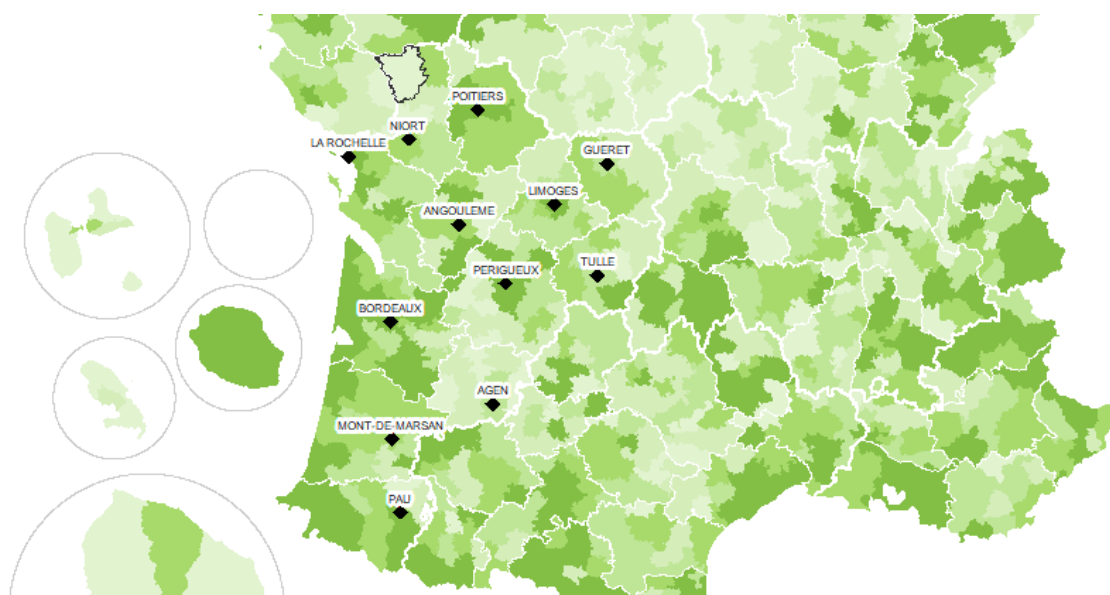 POITIERS
NIORT
LA ROCHELLE
GUERET
LIMOGES
ANGOULEME
TULLE
PERIGUEUX
BORDEAUX
AGEN
MONT-DE-MARSAN
PAU